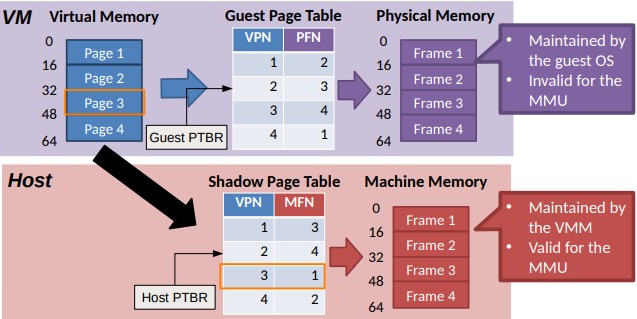 VM
Virtual Memory
0
16
32
48
64
Page 1
Page 2
Page 3
Page 4
Guest Page Table
VPN PFN
1 2
2 3
3 4
4 1
Guest PTBR
Physical Memory
0
16
32
48
64
Frame 1
Frame 2
Frame 3
Frame 4
• Maintained by
the guest OS
• Invalid for the
MMU
Host
Shadow Page Table
VPN MFN
1 3
2 4
3 1
4 2
Host PTBR
Machine Memory
0
16
32
48
64
Frame 1
Frame 2
Frame 3
Frame 4
• Maintained by
the VMM
• Valid for the
MMU